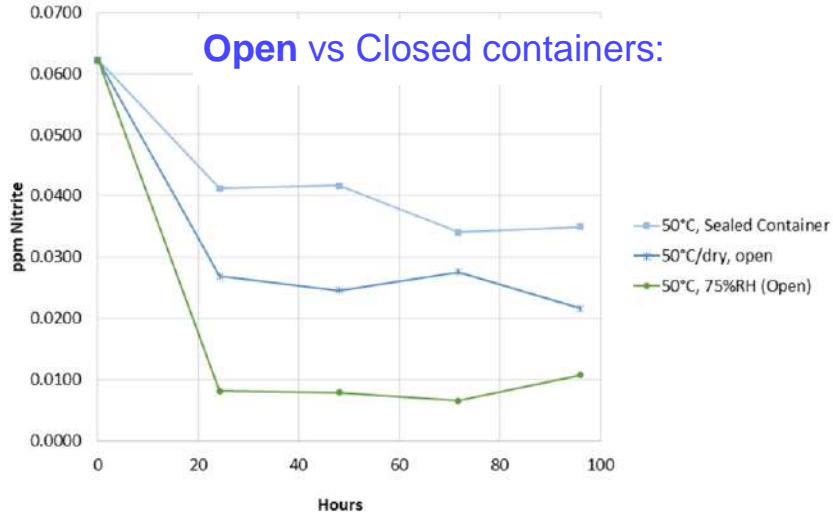 Open vs Closed containers:
0.0700
0.0500
0.0400
0.0300
0.0200
0.0100
0.0000
ppm Nitrite
0 20 40 60 80 100
Hours
50°C, Sealed Container
50°C/dry, open
50°C, 75%RH (Open)
0.0600